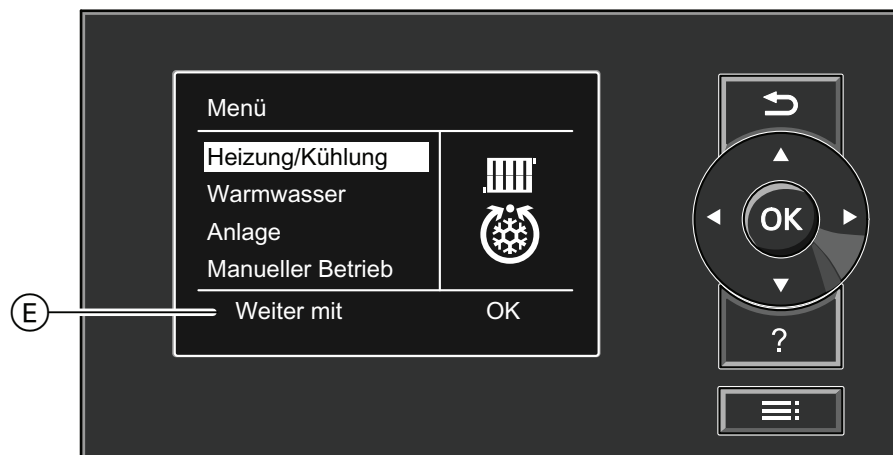 Menü
Heizung/Kühlung
Warmwasser
Anlage
Manueller Betrieb
Weiter mit OK
E
OK
?